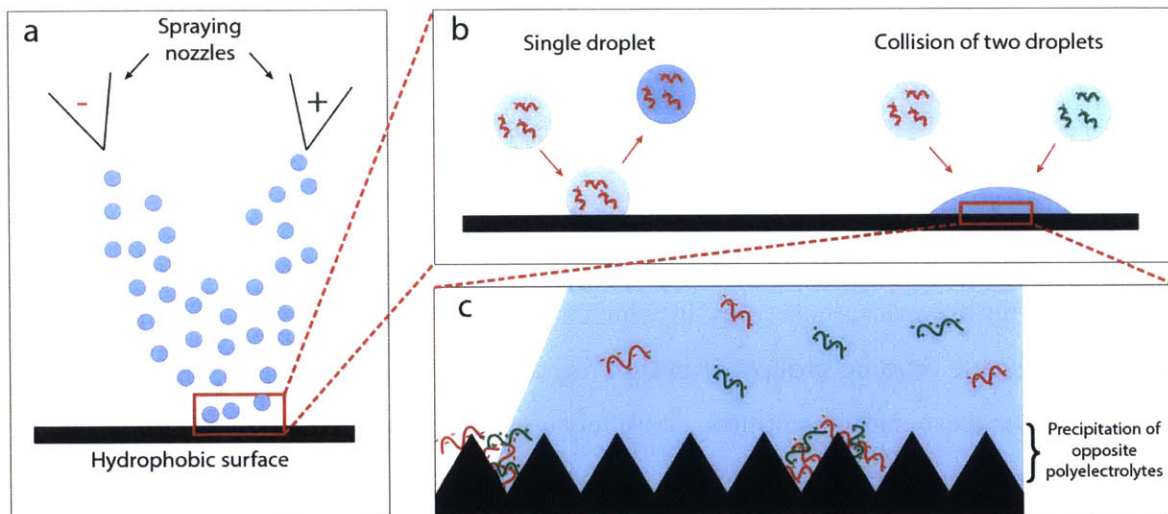 a
Spraying
nozzles
-
+
Hydrophobic surface
b
Single droplet
Collision of two droplets
c
Precipitation of
opposite
polyelectrolytes